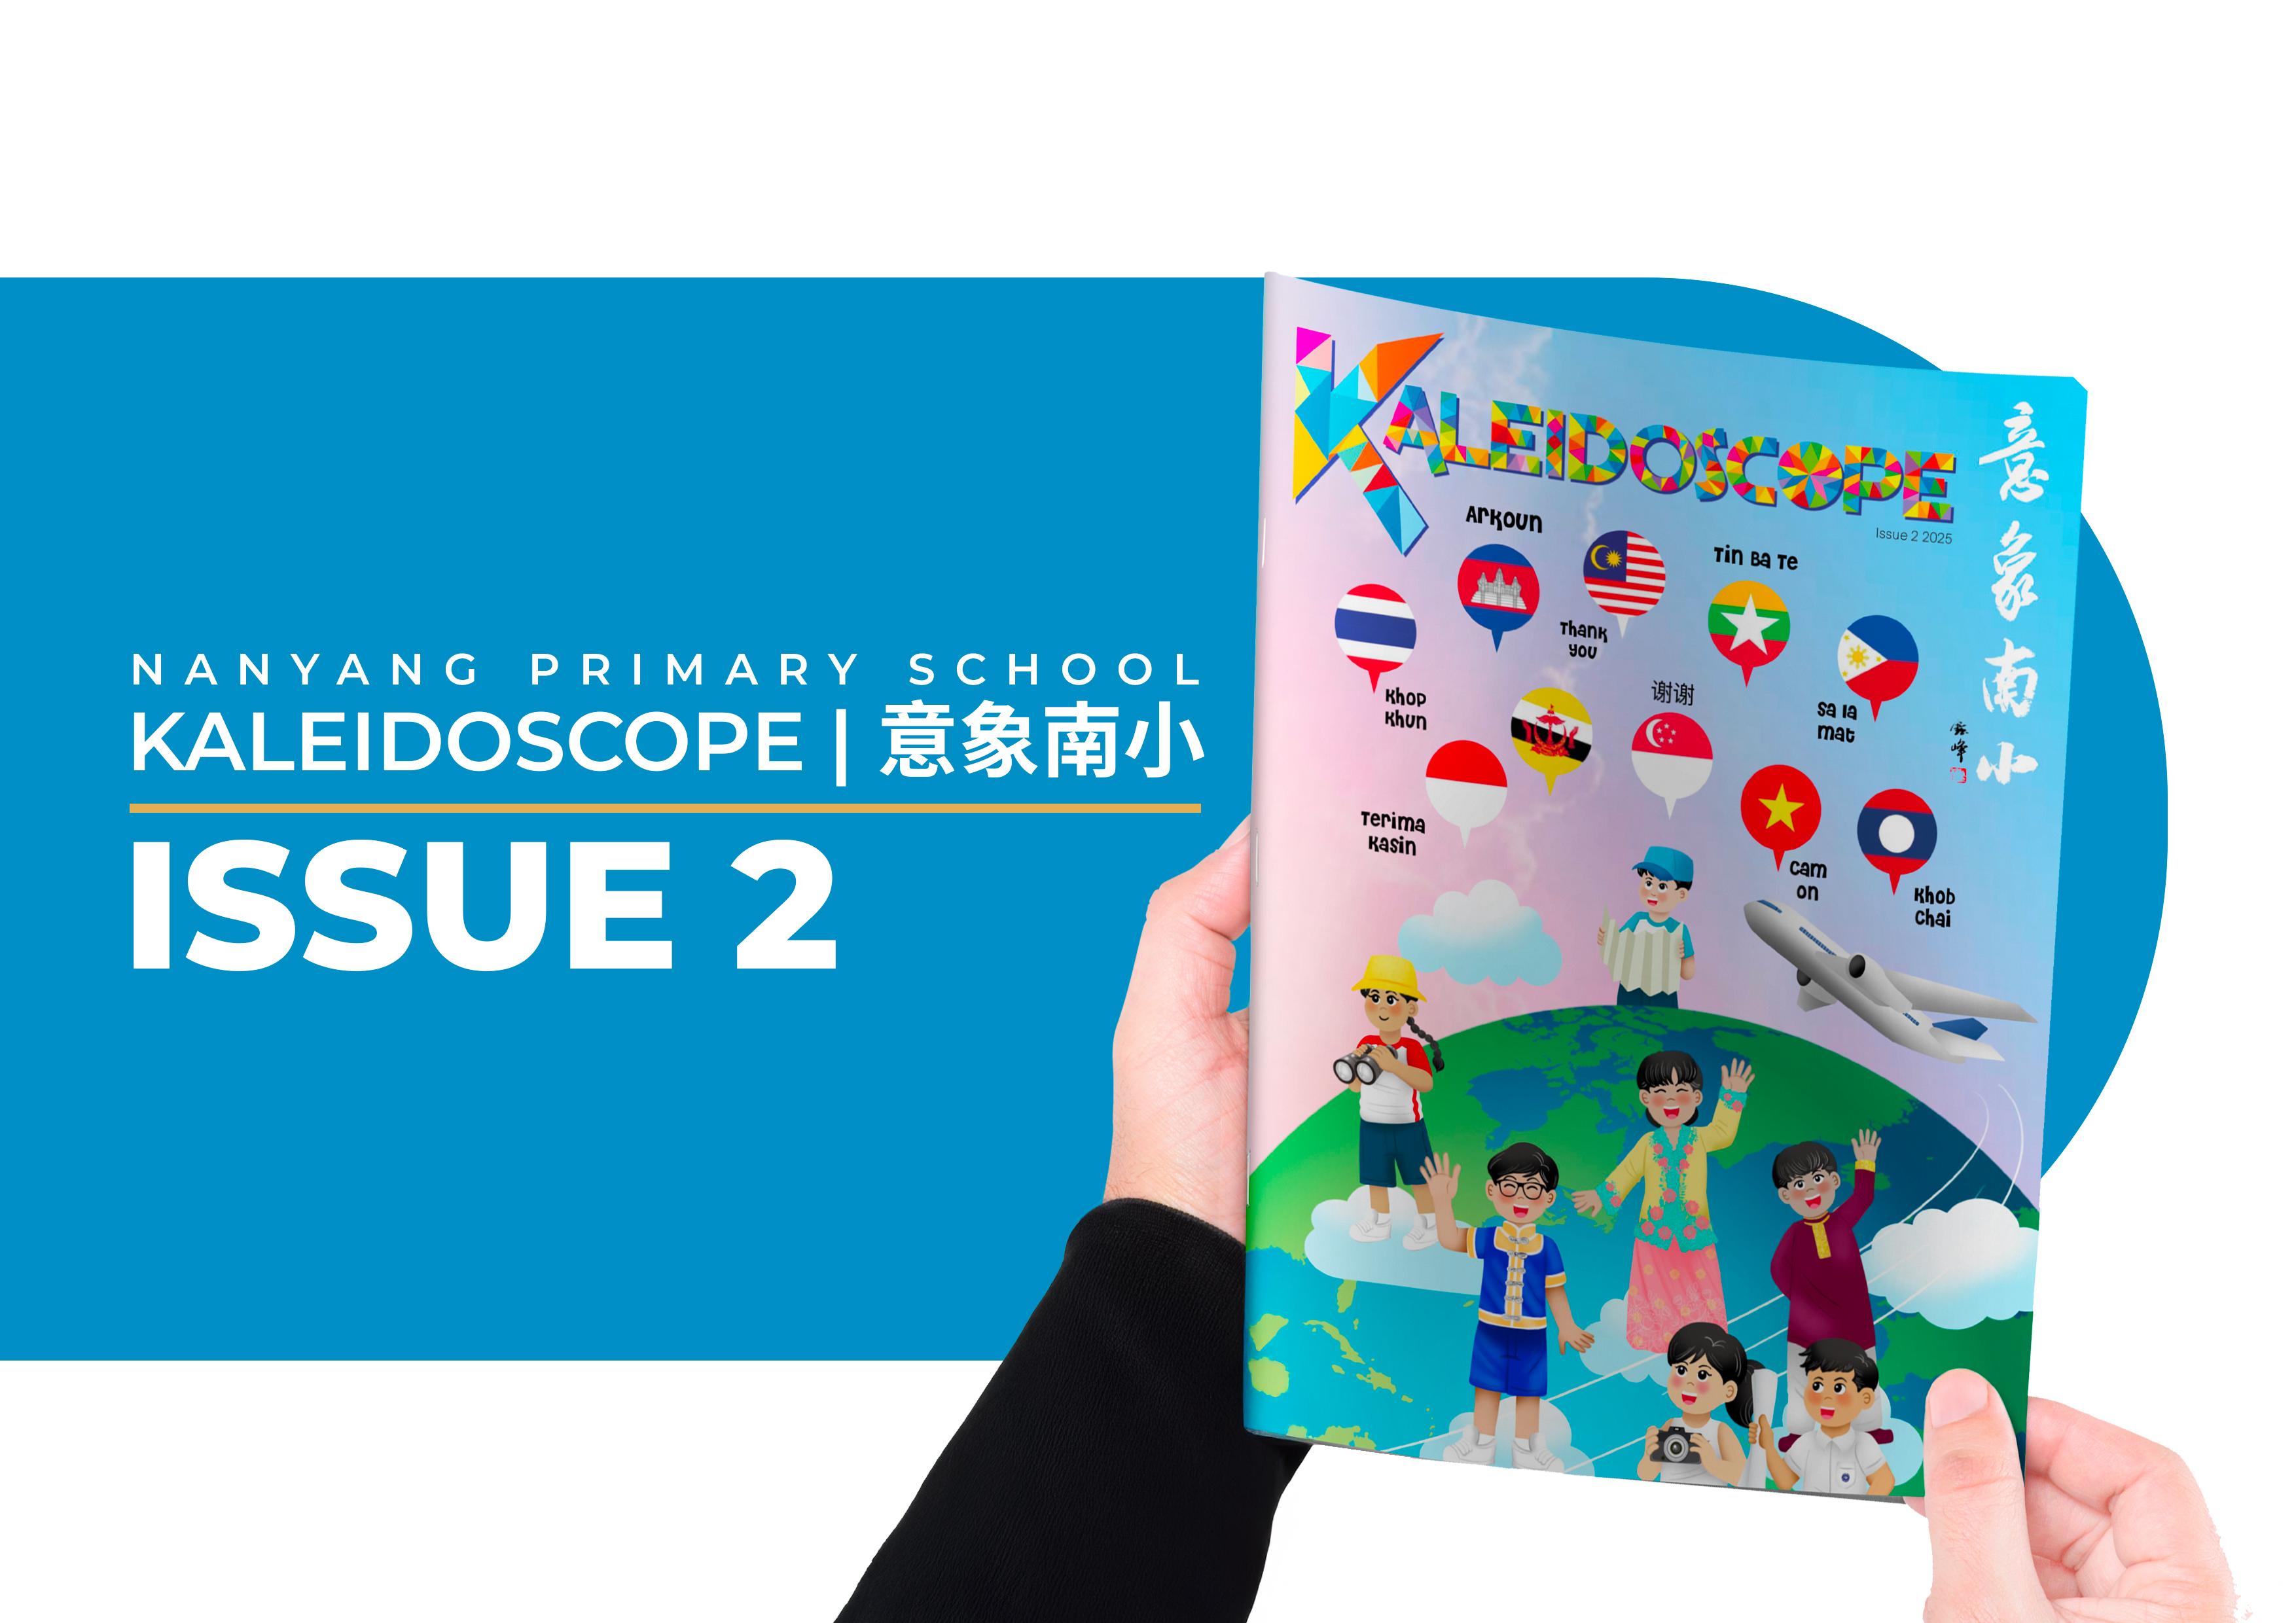 NANYANG PRIMARY SCHOOL
KALEIDOSCOPE | 意象南小
ISSUE 2
KALEIDOSCOPE
意象南小
Issue 2 2025
Arkoun
Tin Ba Te
Thank
you
Khop
Khun
谢谢
Sa la
mat
Terima
Kasin
Cam
on
Khob
Chai